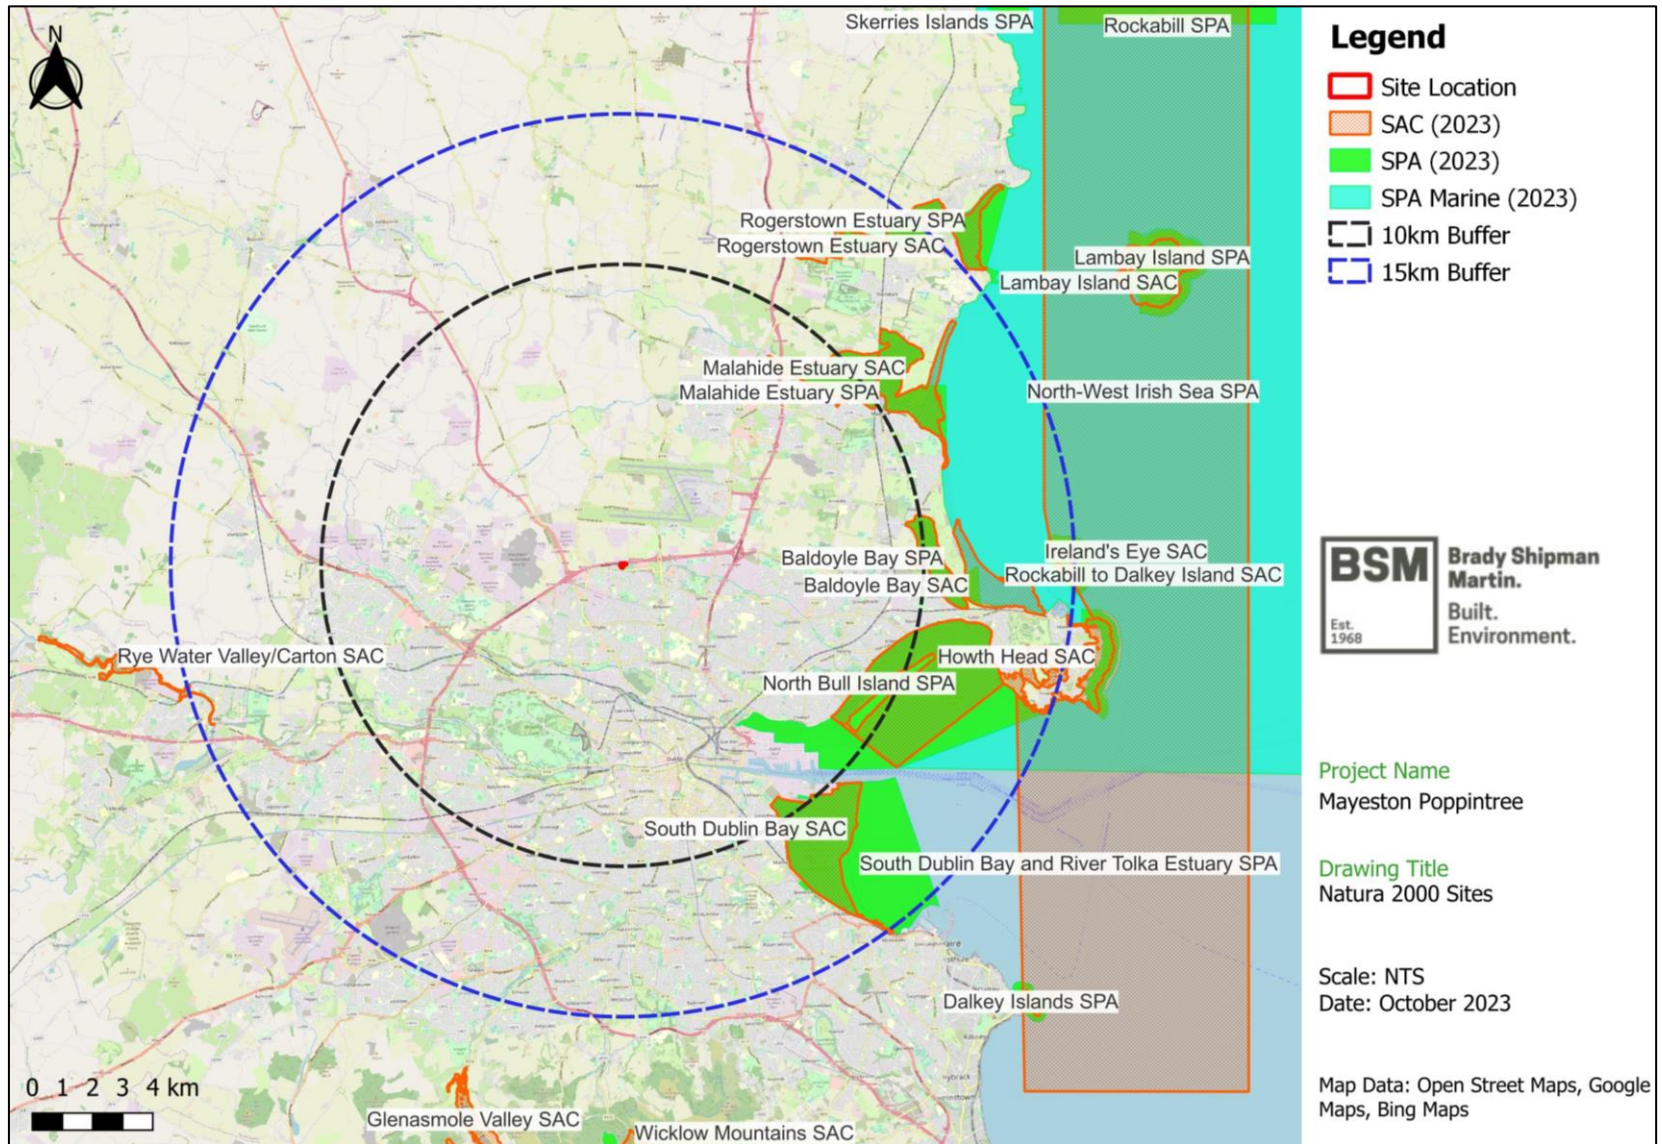 N
Skerries Islands SPA
Rockabill SPA
Rogerstown Estuary SPA
Rogerstown Estuary SAC
Lambay Island SPA
Lambay Island SAC
Malahide Estuary SAC
Malahide Estuary SPA
North-West Irish Sea SPA
Baldoyle Bay SPA
Baldoyle Bay SAC
Ireland's Eye SAC
Rockabill to Dalkey Island SAC
Rye Water Valley/Carton SAC
Howth Head SAC
North Bull Island SPA
South Dublin Bay SAC
South Dublin Bay and River Tolka Estuary SPA
Dalkey Islands SPA
Glenasmole Valley SAC
Wicklow Mountains SAC
0 1 2 3 4 km
Legend
Site Location
SAC (2023)
SPA (2023)
SPA Marine (2023)
10km Buffer
15km Buffer
BSM
Est.
1968
Brady Shipman
Martin.
Built.
Environment.
Project Name
Mayeston Poppintree
Drawing Title
Natura 2000 Sites
Scale: NTS
Date: October 2023
Map Data: Open Street Maps, Google
Maps, Bing Maps